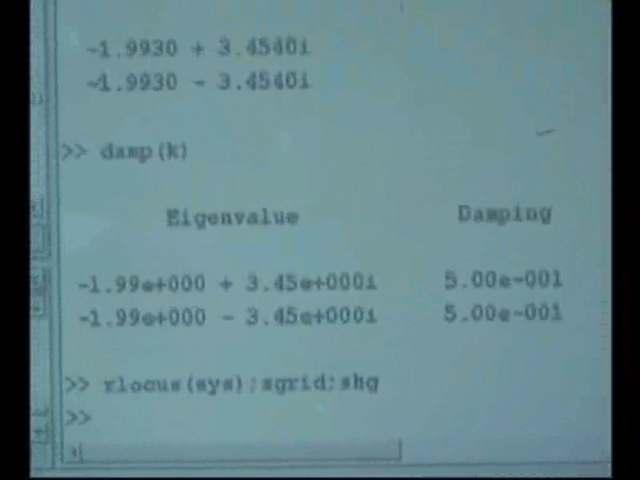 -1.9930 + 3.4540i
-1.9930 - 3.4540i
>> damp(k)
Eigenvalue Damping
-1.99e+000 + 3.45e+000i 5.00e-001
-1.99e+000 - 3.45e+000i 5.00e-001
>> rlocus(sys);sgrid;shg
>>